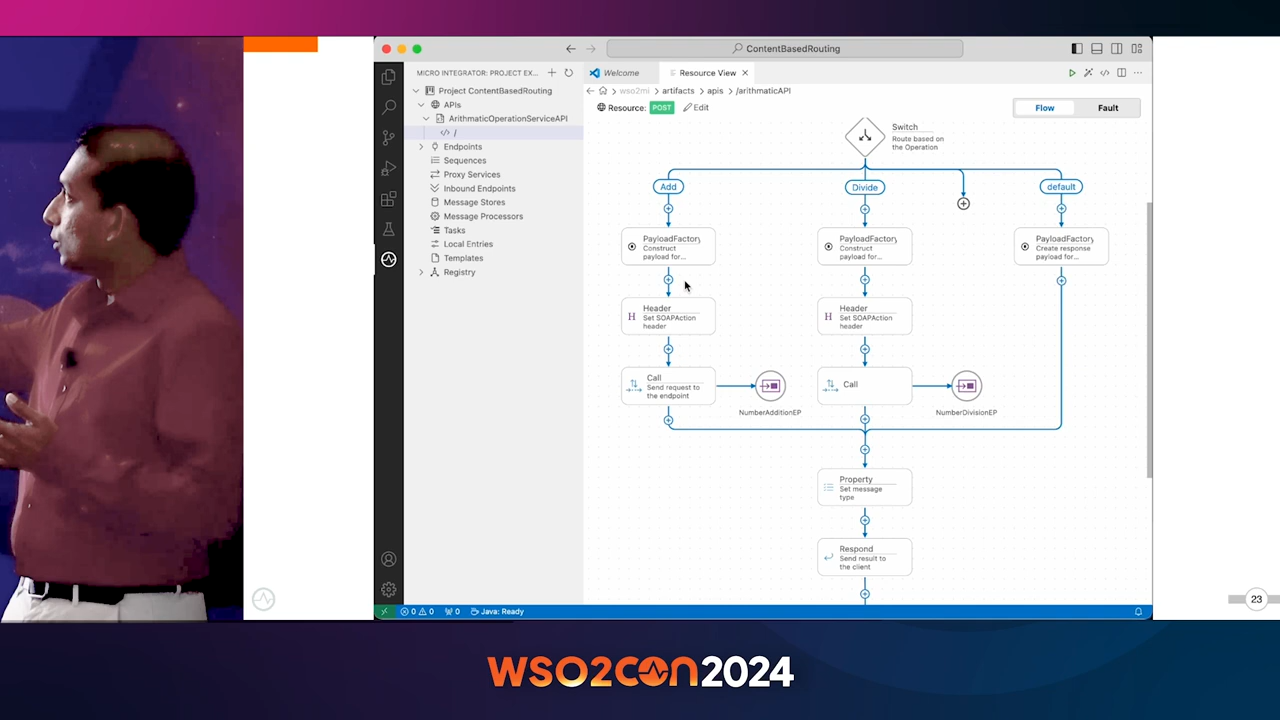 ContentBasedRouting
MICRO INTEGRATOR: PROJECT EX...
Welcome
Resource View
wso2mi > artifacts > apis > /arithmaticAPI
Project ContentBasedRouting
Resource: POST Edit
Flow
Fault
APIs
ArithmaticOperationServiceAPI
</> /
Endpoints
Sequences
Proxy Services
Inbound Endpoints
Message Stores
Message Processors
Tasks
Local Entries
Templates
Registry
Switch
Route based on
the Operation
Add
Divide
default
PayloadFactory
Construct
payload for...
PayloadFactory
Construct
payload for...
PayloadFactory
Create response
payload for...
H
Header
Set SOAPAction
header
H
Header
Set SOAPAction
header
Call
Send request to
the endpoint
NumberAdditionEP
Call
NumberDivisionEP
Property
Set message
type
Respond
Send result to
the client
0 0 0 Java: Ready
23
WSO2CON2024